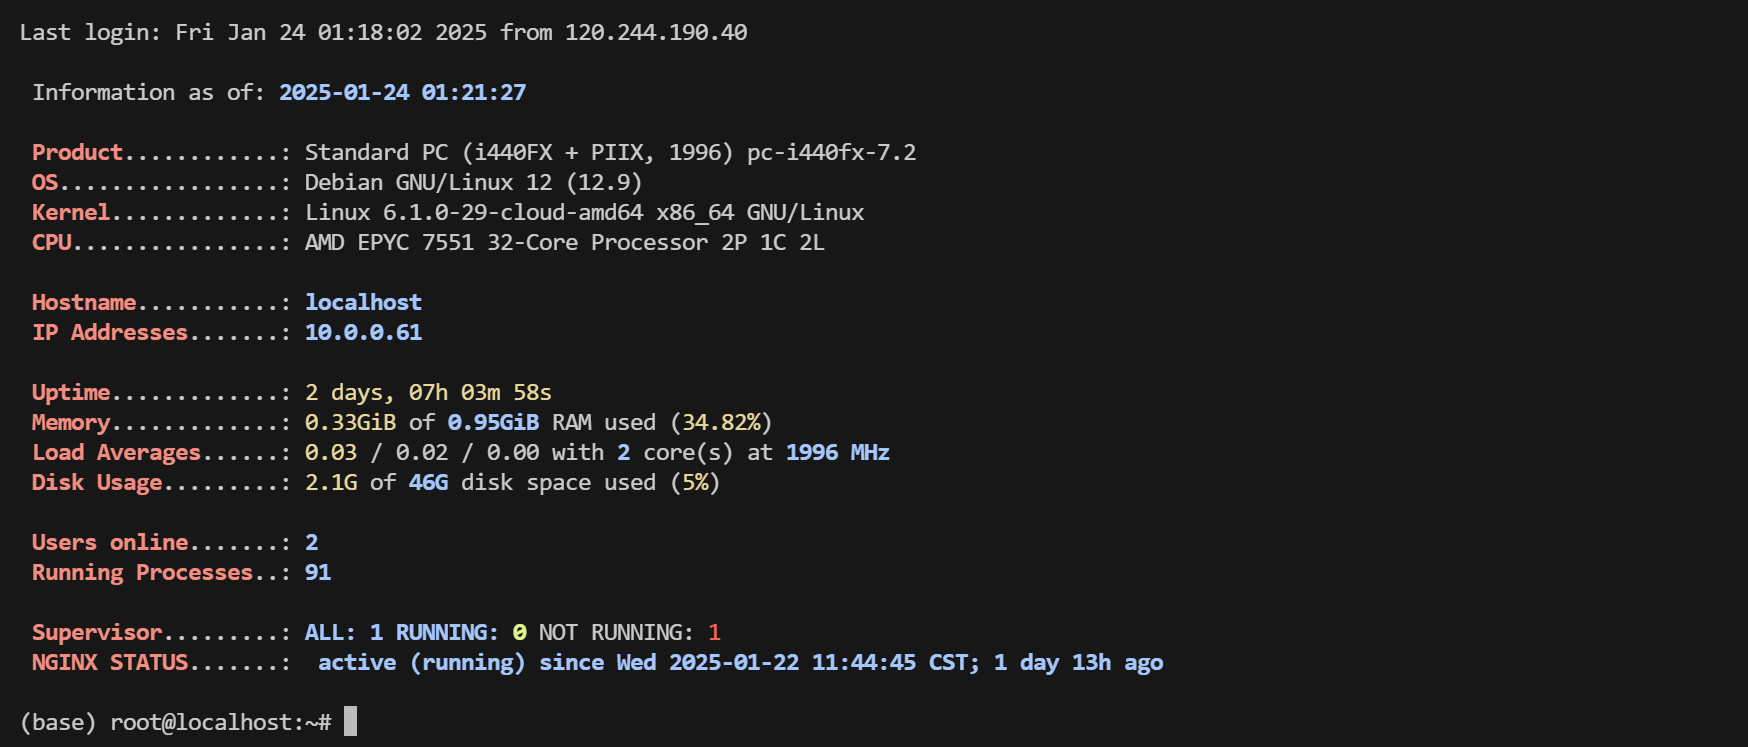 Last login: Fri Jan 24 01:18:02 2025 from 120.244.190.40
Information as of: 2025-01-24 01:21:27
Product............: Standard PC (i440FX + PIIX, 1996) pc-i440fx-7.2
OS.................: Debian GNU/Linux 12 (12.9)
Kernel.............: Linux 6.1.0-29-cloud-amd64 x86_64 GNU/Linux
CPU................: AMD EPYC 7551 32-Core Processor 2P 1C 2L
Hostname...........: localhost
IP Addresses.......: 10.0.0.61
Uptime.............: 2 days, 07h 03m 58s
Memory.............: 0.33GiB of 0.95GiB RAM used (34.82%)
Load Averages......: 0.03 / 0.02 / 0.00 with 2 core(s) at 1996 MHz
Disk Usage.........: 2.1G of 46G disk space used (5%)
Users online.......: 2
Running Processes..: 91
Supervisor.........: ALL: 1 RUNNING: 0 NOT RUNNING: 1
NGINX STATUS.......:  active (running) since Wed 2025-01-22 11:44:45 CST; 1 day 13h ago
(base) root@localhost:~#